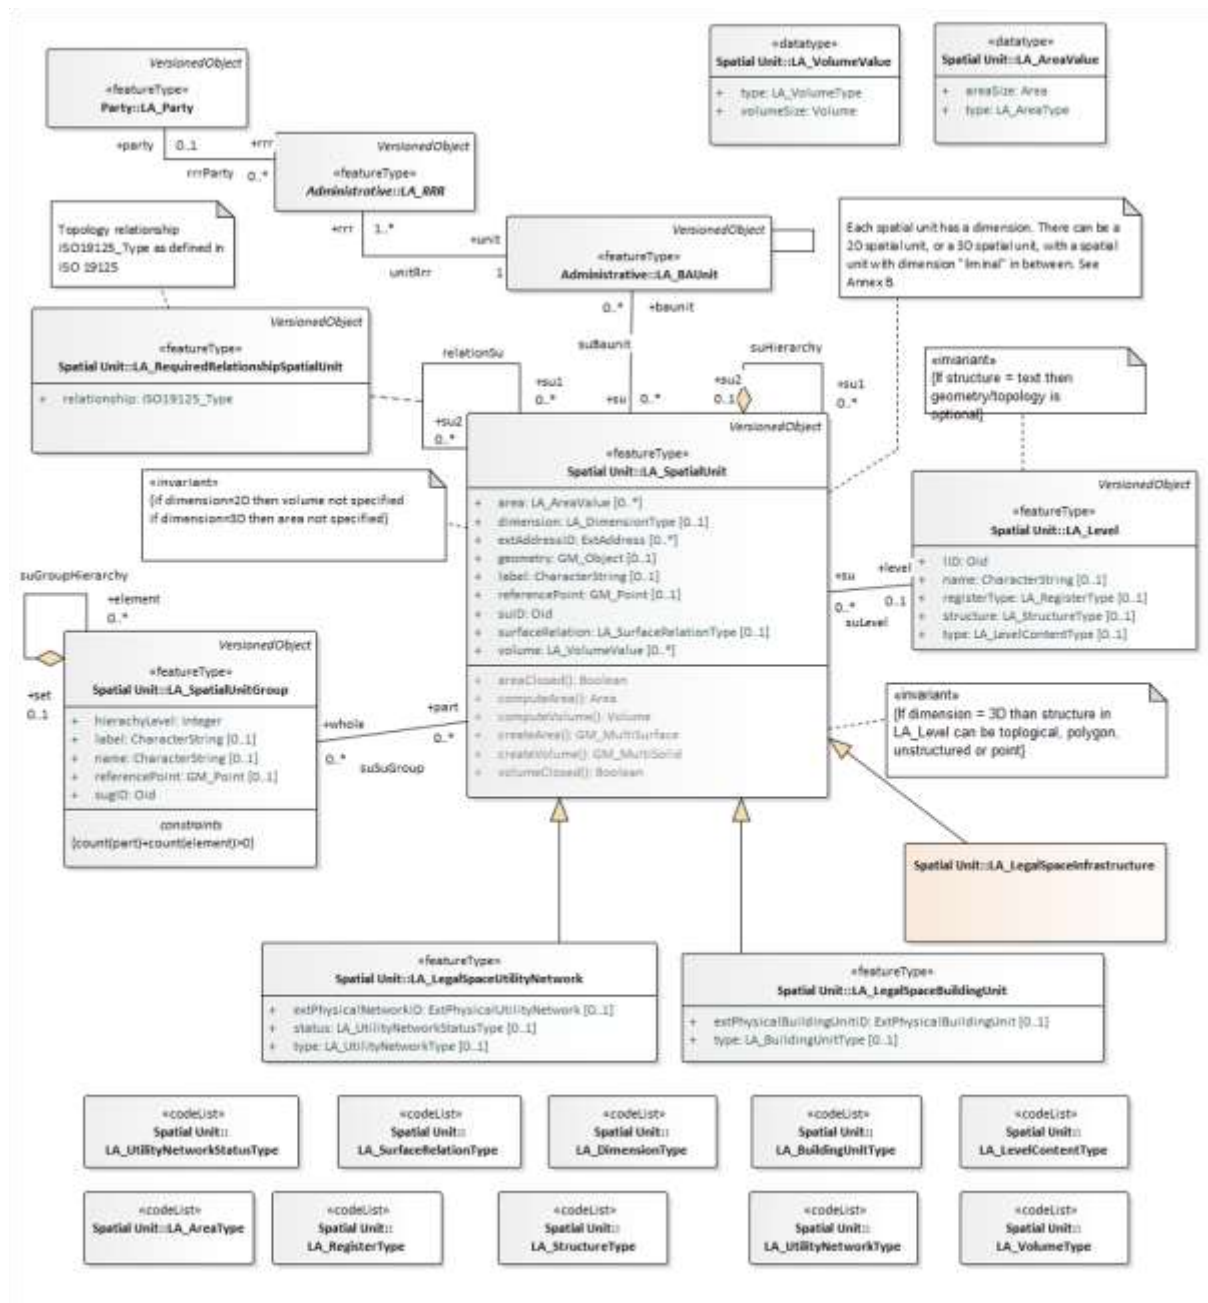 VersionedObject
«featureType»
Party::LA_Party
+party
0..1
+rrr
rrrParty
0..*
VersionedObject
«featureType»
Administrative::LA_RRR
+rrr
1..*
unitRrr
+unit
1
VersionedObject
«featureType»
Administrative::LA_BAUnit
0..*
+baunit
suBaunit
+su
0..*
«datatype»
Spatial Unit::LA_VolumeValue
+ type: LA_VolumeType
+ volumeSize: Volume
«datatype»
Spatial Unit::LA_AreaValue
+ areaSize: Area
+ type: LA_AreaType
Topology relationship
ISO19125_Type as defined in
ISO 19125
Each spatial unit has a dimension. There can be a
2D spatial unit, or a 3D spatial unit, with a spatial
unit with dimension "liminal" in between. See
Annex B.
VersionedObject
«featureType»
Spatial Unit::LA_RequiredRelationshipSpatialUnit
+ relationship: ISO19125_Type
relationSu
+su1
0..*
+su2
0..*
suHierarchy
+su2
0..1
+su1
0..*
«invariant»
{If structure = text then
geometry/topology is
optional}
«invariant»
{if dimension=2D then volume not specified
if dimension=3D then area not specified}
VersionedObject
«featureType»
Spatial Unit::LA_SpatialUnit
+ area: LA_AreaValue [0..*]
+ dimension: LA_DimensionType [0..1]
+ extAddressID: ExtAddress [0..*]
+ geometry: GM_Object [0..1]
+ label: CharacterString [0..1]
+ referencePoint: GM_Point [0..1]
+ suID: Oid
+ surfaceRelation: LA_SurfaceRelationType [0..1]
+ volume: LA_VolumeValue [0..*]
+ areaClosed(): Boolean
+ computeArea(): Area
+ computeVolume(): Volume
+ createArea(): GM_MultiSurface
+ createVolume(): GM_MultiSolid
+ volumeClosed(): Boolean
VersionedObject
«featureType»
Spatial Unit::LA_Level
+ lID: Oid
+ name: CharacterString [0..1]
+ registerType: LA_RegisterType [0..1]
+ structure: LA_StructureType [0..1]
+ type: LA_LevelContentType [0..1]
+su
0..*
+level
0..1
suLevel
suGroupHierarchy
+element
0..*
+set
0..1
VersionedObject
«featureType»
Spatial Unit::LA_SpatialUnitGroup
+ hierachyLevel: Integer
+ label: CharacterString [0..1]
+ name: CharacterString [0..1]
+ referencePoint: GM_Point [0..1]
+ sugID: Oid
constraints
{count(part)+count(element)>0}
+whole
0..*
suSuGroup
+part
0..*
«invariant»
{If dimension = 3D than structure in
LA_Level can be toplogical, polygon,
unstructured or point}
Spatial Unit::LA_LegalSpaceInfrastructure
«featureType»
Spatial Unit::LA_LegalSpaceUtilityNetwork
+ extPhysicalNetworkID: ExtPhysicalUtilityNetwork [0..1]
+ status: LA_UtilityNetworkStatusType [0..1]
+ type: LA_UtilityNetworkType [0..1]
«featureType»
Spatial Unit::LA_LegalSpaceBuildingUnit
+ extPhysicalBuildingUnitID: ExtPhysicalBuildingUnit [0..1]
+ type: LA_BuildingUnitType [0..1]
«codeList»
Spatial Unit::
LA_UtilityNetworkStatusType
«codeList»
Spatial Unit::
LA_SurfaceRelationType
«codeList»
Spatial Unit::
LA_DimensionType
«codeList»
Spatial Unit::
LA_BuildingUnitType
«codeList»
Spatial Unit::
LA_LevelContentType
«codeList»
Spatial Unit::LA_AreaType
«codeList»
Spatial Unit::
LA_RegisterType
«codeList»
Spatial Unit::
LA_StructureType
«codeList»
Spatial Unit::
LA_UtilityNetworkType
«codeList»
Spatial Unit::
LA_VolumeType